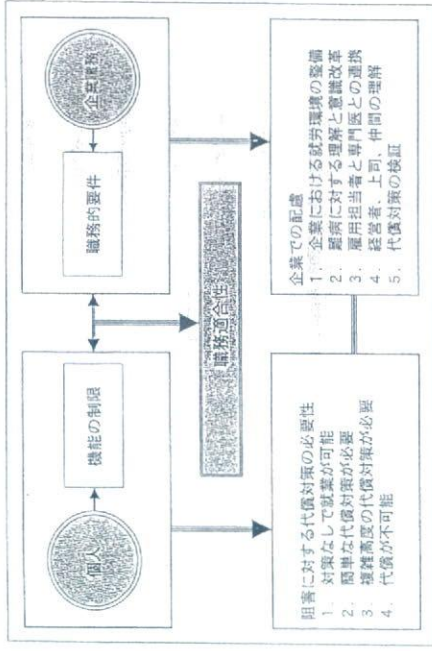 個人
機能の制限
職務的要件
企業業務
職務適合性
阻害に対する代償対策の必要性
1. 対策なしで就業が可能
2. 簡単な代償対策が必要
3. 複雑高度の代償対策が必要
4. 代償が不可能
企業での配慮
1. 企業における就労環境の整備
2. 難病に対する理解と意識改革
3. 雇用担当者と専門医との連携
4. 経営者、上司、仲間の理解
5. 代償対策の検証